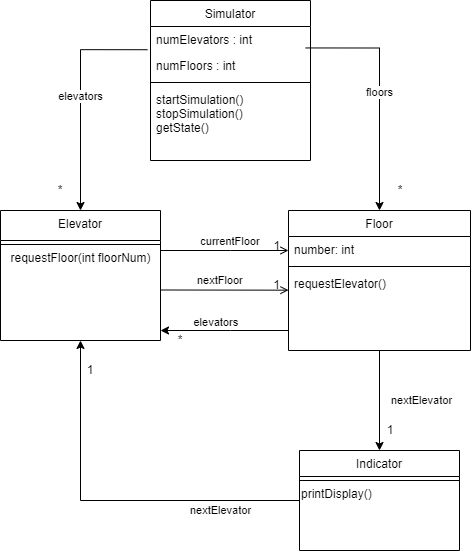 Simulator
numElevators : int
numFloors : int
startSimulation()
stopSimulation()
getState()
elevators
floors
*
*
Elevator
requestFloor(int floorNum)
currentFloor
1
nextFloor
1
elevators
*
Floor
number: int
requestElevator()
1
nextElevator
1
Indicator
printDisplay()
nextElevator